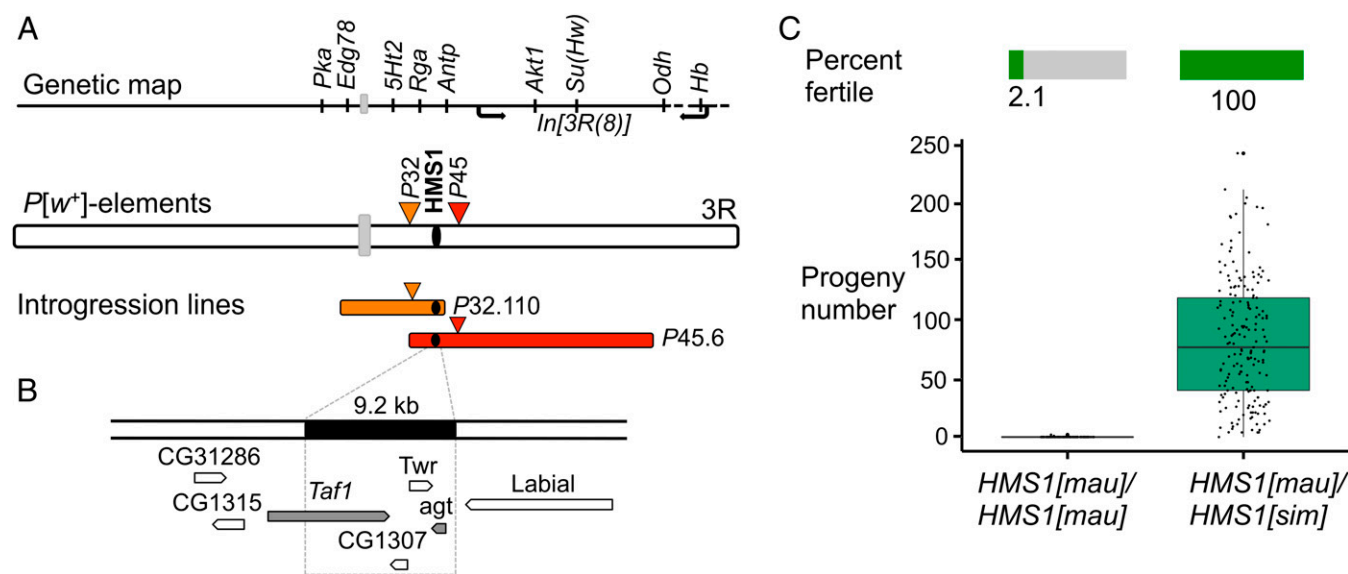 A
Genetic map
Pka
Edg78
5Ht2
Rga
Antp
Akt1
Su(Hw)
Odh
Hb
In[3R(8)]
P[w+]-elements
P32
HMS1
P45
3R
Introgression lines
P32.110
P45.6
B
9.2 kb
CG31286
Twr
Taf1
Labial
CG1315
agt
CG1307
C
Percent
fertile
2.1
100
250
200
150
100
50
0
Progeny
number
HMS1[mau]/
HMS1[mau]
HMS1[mau]/
HMS1[sim]